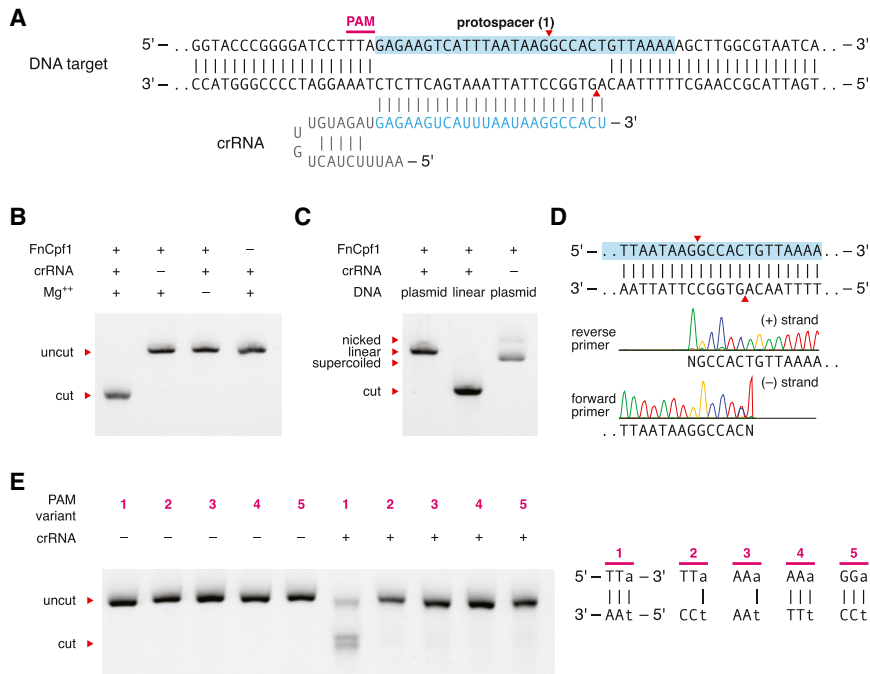 A
PAM
protospacer (1)
5' – . . GGTACCCGGGGATCCTTTAGAGAAGTCATTTAATAAGGCCACTGTTAAAAAGCTTGGCGTAATCA . . – 3'
DNA target
3' – . . CCATGGGCCCCTAGGAAATCTCTTCAGTAAATTATTCCGGTGACAATTTTTCGAACCGCATTAGT . . – 5'
UGUAGAUGAGAAGUCAUUUAAUAAGGCCACU – 3'
U
crRNA
G
UCAUCUUUAA – 5'
B
FnCpf1 + + + –
crRNA + – + +
Mg++ + + – +
uncut
cut
C
FnCpf1 + + +
crRNA + + –
DNA plasmid linear plasmid
nicked
linear
supercoiled
cut
D
5' – . . TTAATAAGGCCACTGTTAAAA – 3'
3' – AATTATTCCGGTGACAATTTT – 5'
reverse primer
(+) strand
NGCCACTGTTAAAA . .
forward primer
(–) strand
. . TTAATAAGGCCACN
E
PAM variant 1 2 3 4 5 1 2 3 4 5
crRNA – – – – – + + + + +
uncut
cut
1 2 3 4 5
5' – TTa – 3' TTa AAa AAa GGa
3' – AAt – 5' CCt AAt TTt CCt